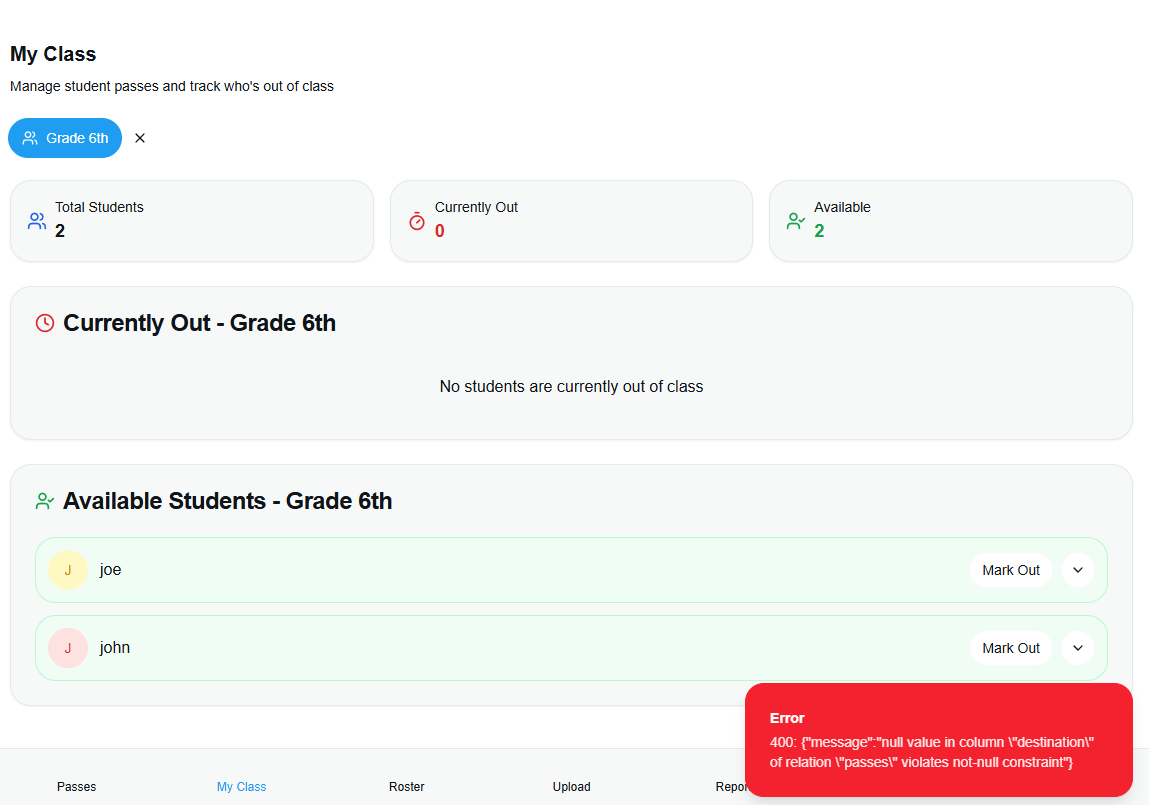 My Class
Manage student passes and track who's out of class
Grade 6th
Total Students
2
Currently Out
0
Available
2
Currently Out - Grade 6th
No students are currently out of class
Available Students - Grade 6th
J joe Mark Out
J john Mark Out
Error
400: {"message":"null value in column \"destination\"
of relation \"passes\" violates not-null constraint"}
Passes My Class Roster Upload